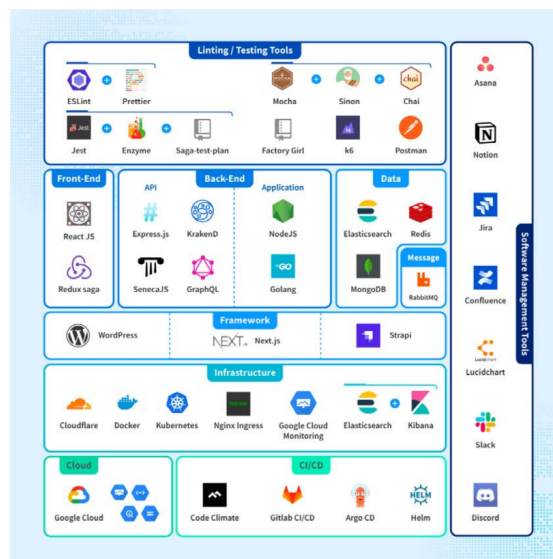 Linting / Testing Tools
ESLint
Prettier
Mocha
Sinon
Chai
Jest
Enzyme
Saga-test-plan
Factory Girl
k6
Postman
Front-End
React JS
Redux saga
Back-End
API
Application
Express.js
KrakenD
NodeJS
SenecaJS
GraphQL
Golang
Data
Elasticsearch
Redis
MongoDB
Message
RabbitMQ
Framework
WordPress
NEXT.
Next.js
Strapi
Infrastructure
Cloudflare
Docker
Kubernetes
Nginx Ingress
Google Cloud
Monitoring
Elasticsearch
Kibana
Cloud
Google Cloud
CI/CD
Code Climate
Gitlab CI/CD
Argo CD
HELM
Helm
Software Management Tools
Asana
Notion
Jira
Confluence
Lucidchart
Lucidchart
Slack
Discord